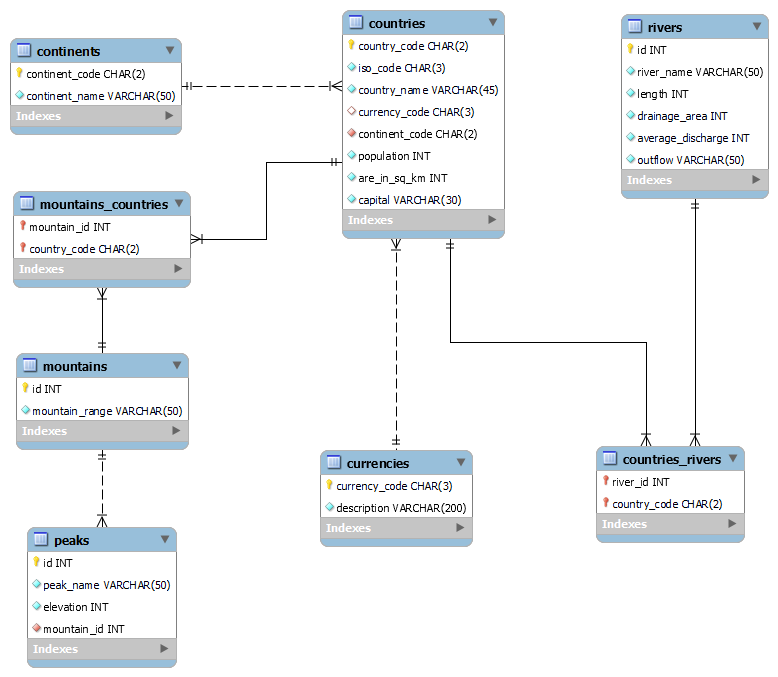 continents
continent_code CHAR(2)
continent_name VARCHAR(50)
Indexes
countries
country_code CHAR(2)
iso_code CHAR(3)
country_name VARCHAR(45)
currency_code CHAR(3)
continent_code CHAR(2)
population INT
are_in_sq_km INT
capital VARCHAR(30)
Indexes
rivers
id INT
river_name VARCHAR(50)
length INT
drainage_area INT
average_discharge INT
outflow VARCHAR(50)
Indexes
mountains_countries
mountain_id INT
country_code CHAR(2)
Indexes
mountains
id INT
mountain_range VARCHAR(50)
Indexes
peaks
id INT
peak_name VARCHAR(50)
elevation INT
mountain_id INT
Indexes
currencies
currency_code CHAR(3)
description VARCHAR(200)
Indexes
countries_rivers
river_id INT
country_code CHAR(2)
Indexes